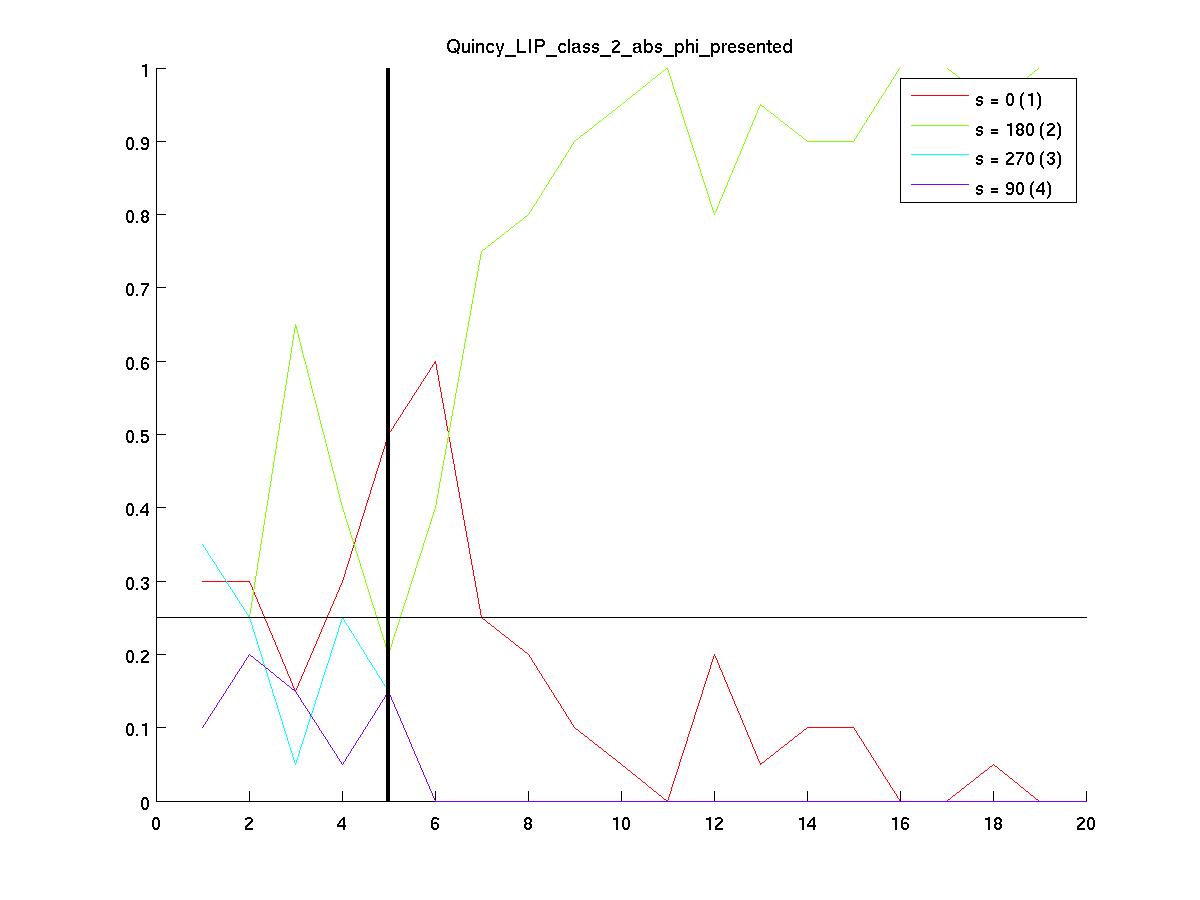 Quincy_LIP_class_2_abs_phi_presented
1
0.9
0.8
0.7
0.6
0.5
0.4
0.3
0.2
0.1
0
s = 0 (1)
s = 180 (2)
s = 270 (3)
s = 90 (4)
0 2 4 6 8 10 12 14 16 18 20